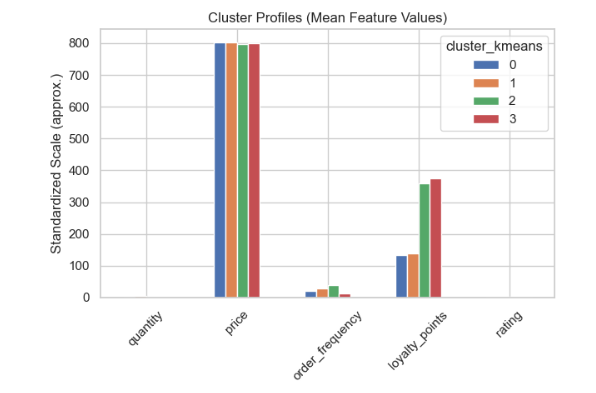 Cluster Profiles (Mean Feature Values)
cluster_kmeans
0
1
2
3
Standardized Scale (approx.)
800
700
600
500
400
300
200
100
0
quantity
price
order_frequency
loyalty_points
rating